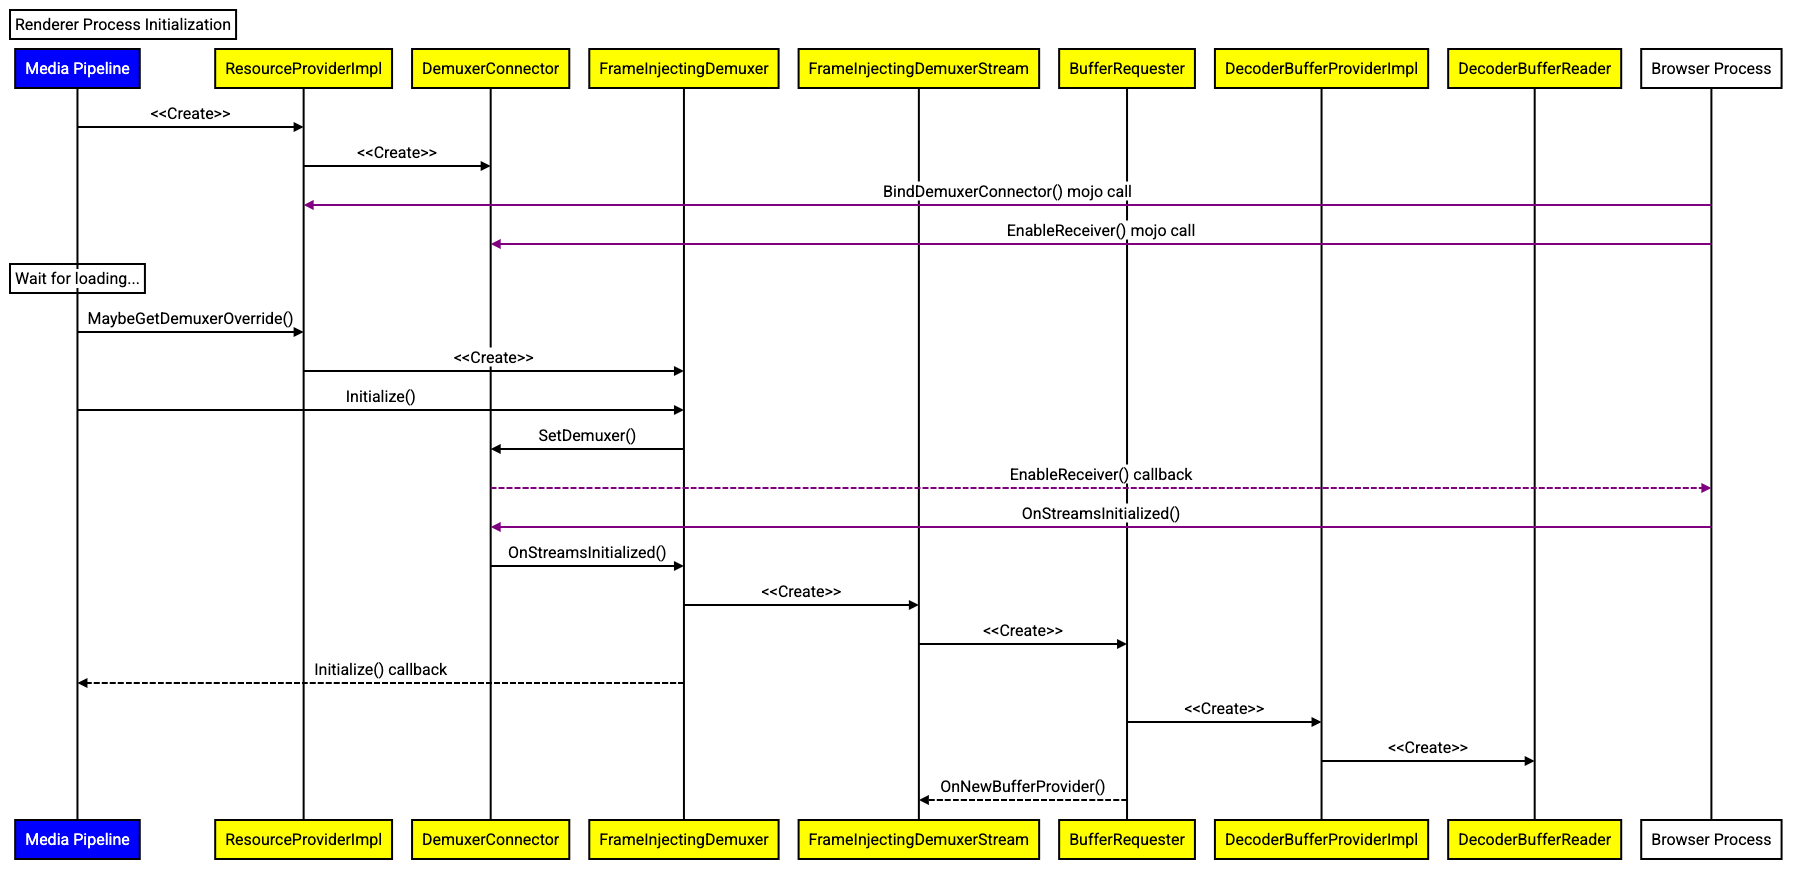 Renderer Process Initialization
Media Pipeline
ResourceProviderImpl
DemuxerConnector
FrameInjectingDemuxer
FrameInjectingDemuxerStream
BufferRequester
DecoderBufferProviderImpl
DecoderBufferReader
Browser Process
<<Create>>
<<Create>>
BindDemuxerConnector() mojo call
EnableReceiver() mojo call
Wait for loading...
MaybeGetDemuxerOverride()
<<Create>>
Initialize()
SetDemuxer()
EnableReceiver() callback
OnStreamsInitialized()
OnStreamsInitialized()
<<Create>>
<<Create>>
Initialize() callback
<<Create>>
<<Create>>
OnNewBufferProvider()
Media Pipeline
ResourceProviderImpl
DemuxerConnector
FrameInjectingDemuxer
FrameInjectingDemuxerStream
BufferRequester
DecoderBufferProviderImpl
DecoderBufferReader
Browser Process